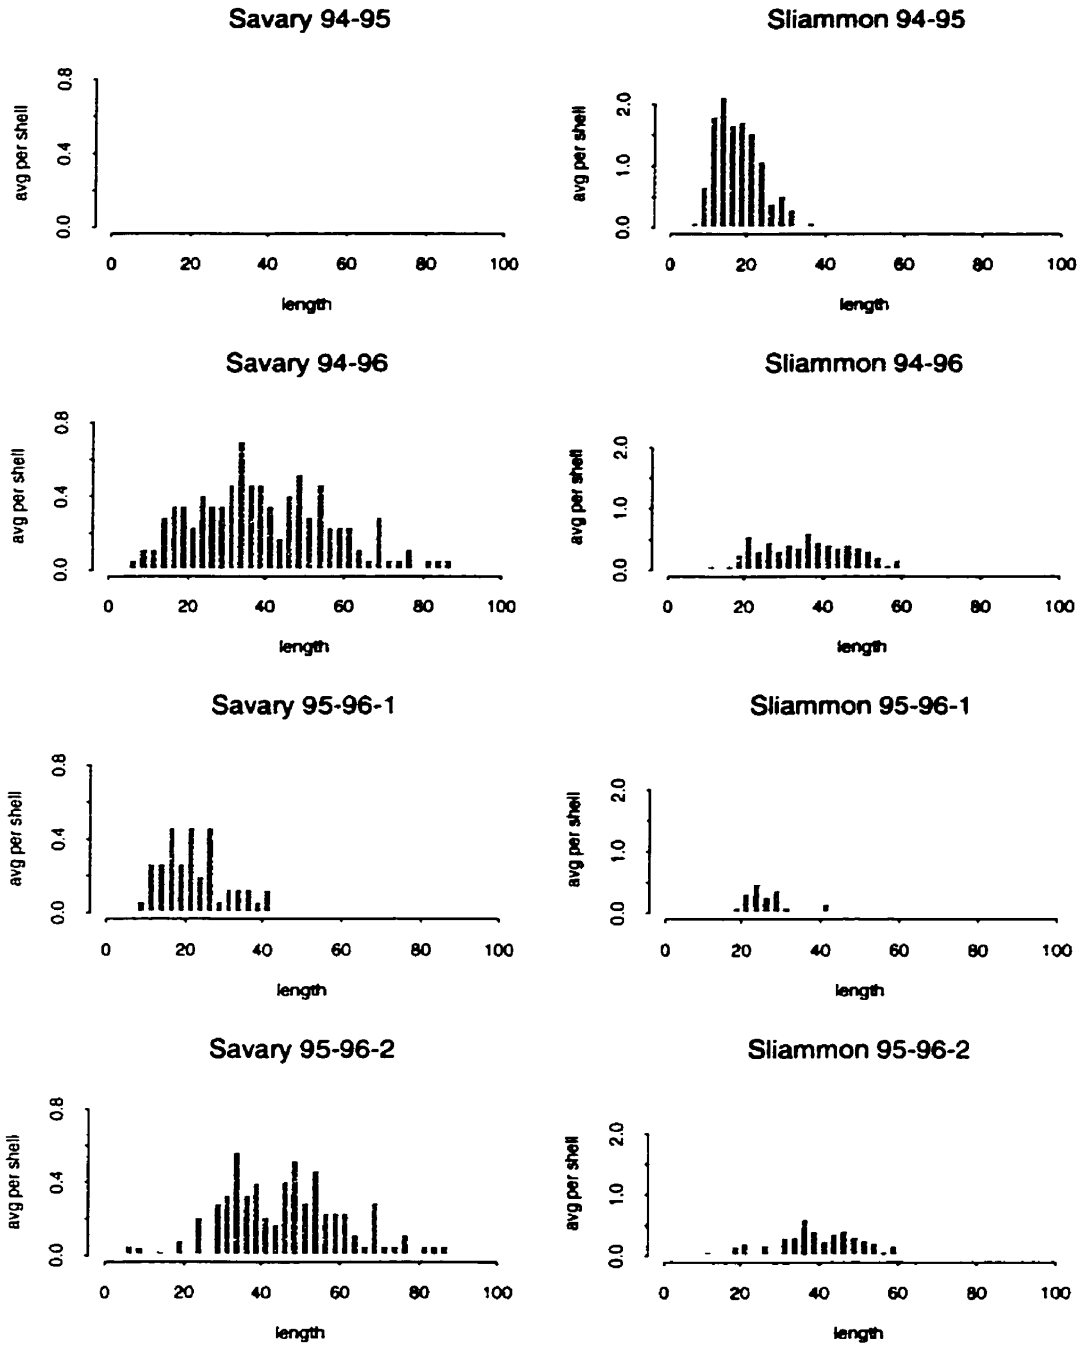 Savary 94-95
avg per shell
0.0 0.4 0.8
0 20 40 60 80 100
length
Sliammon 94-95
avg per shell
0.0 1.0 2.0
0 20 40 60 80 100
length
Savary 94-96
avg per shell
0.0 0.4 0.8
0 20 40 60 80 100
length
Sliammon 94-96
avg per shell
0.0 1.0 2.0
0 20 40 60 80 100
length
Savary 95-96-1
avg per shell
0.0 0.4 0.8
0 20 40 60 80 100
length
Sliammon 95-96-1
avg per shell
0.0 1.0 2.0
0 20 40 60 80 100
length
Savary 95-96-2
avg per shell
0.0 0.4 0.8
0 20 40 60 80 100
length
Sliammon 95-96-2
avg per shell
0.0 1.0 2.0
0 20 40 60 80 100
length